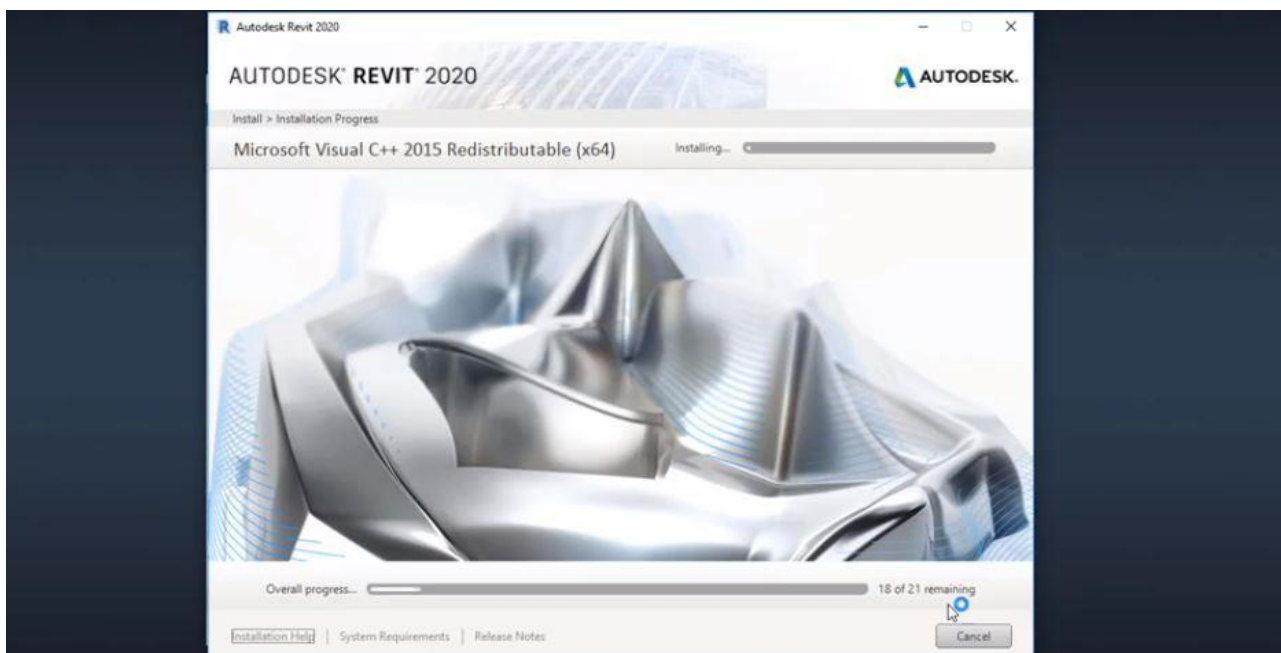 Autodesk Revit 2020
AUTODESK® REVIT® 2020
AUTODESK.
Install > Installation Progress
Microsoft Visual C++ 2015 Redistributable (x64) Installing...
Overall progress... 18 of 21 remaining
Installation Help | System Requirements | Release Notes Cancel